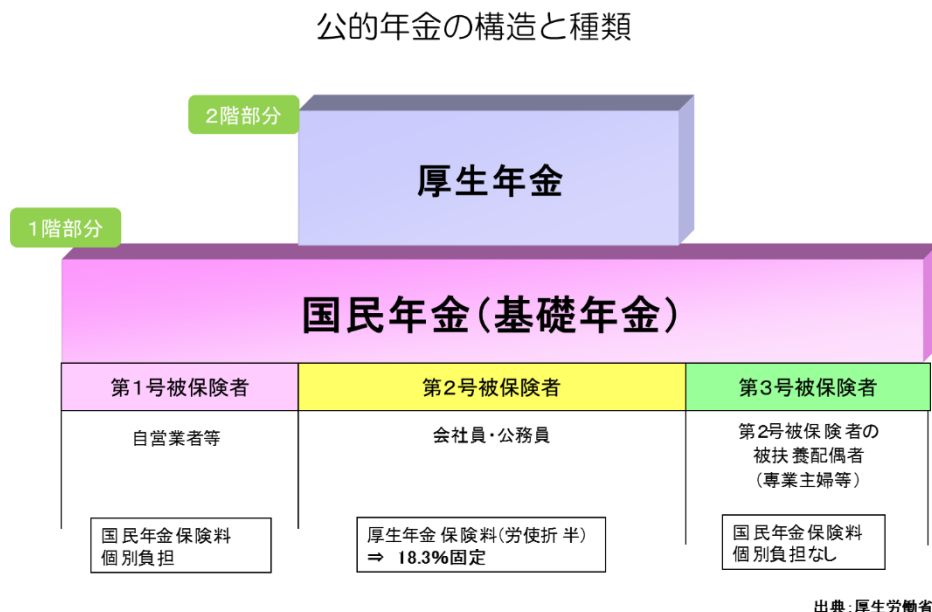 公的年金の構造と種類
2階部分
厚生年金
1階部分
国民年金(基礎年金)
第1号被保険者
第2号被保険者
第3号被保険者
自営業者等
会社員・公務員
第2号被保険者の
被扶養配偶者
(専業主婦等)
国民年金保険料
個別負担
厚生年金保険料(労使折半)
⇒ 18.3%固定
国民年金保険料
個別負担なし
出典:厚生労働省